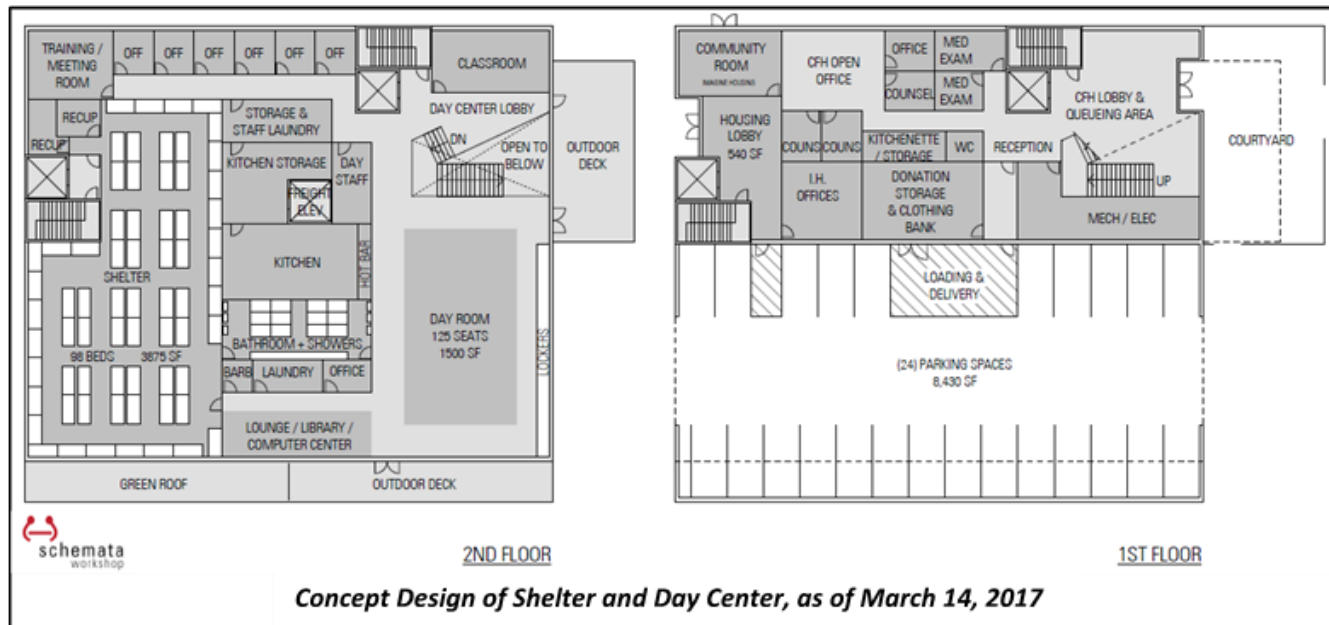 TRAINING /
MEETING
ROOM
OFF
OFF
OFF
OFF
OFF
OFF
CLASSROOM
RECUP
RECUP
STORAGE &
STAFF LAUNDRY
DAY CENTER LOBBY
DN
OPEN TO
BELOW
OUTDOOR
DECK
KITCHEN STORAGE
DAY
STAFF
FREIGHT
ELEV
KITCHEN
HOT BAR
SHELTER
98 BEDS
3875 SF
BATHROOM + SHOWERS
DAY ROOM
125 SEATS
1500 SF
LOCKERS
BARB
LAUNDRY
OFFICE
LOUNGE / LIBRARY /
COMPUTER CENTER
GREEN ROOF
OUTDOOR DECK
schemata
workshop
2ND FLOOR
COMMUNITY
ROOM
IMAGINE HOUSING
CFH OPEN
OFFICE
OFFICE
MED
EXAM
COUNSEL
MED
EXAM
CFH LOBBY &
QUEUEING AREA
COURTYARD
HOUSING
LOBBY
540 SF
COUNS
COUNS
KITCHENETTE
/ STORAGE
WC
RECEPTION
I.H.
OFFICES
DONATION
STORAGE
& CLOTHING
BANK
UP
MECH / ELEC
LOADING &
DELIVERY
(24) PARKING SPACES
8,430 SF
1ST FLOOR
Concept Design of Shelter and Day Center, as of March 14, 2017